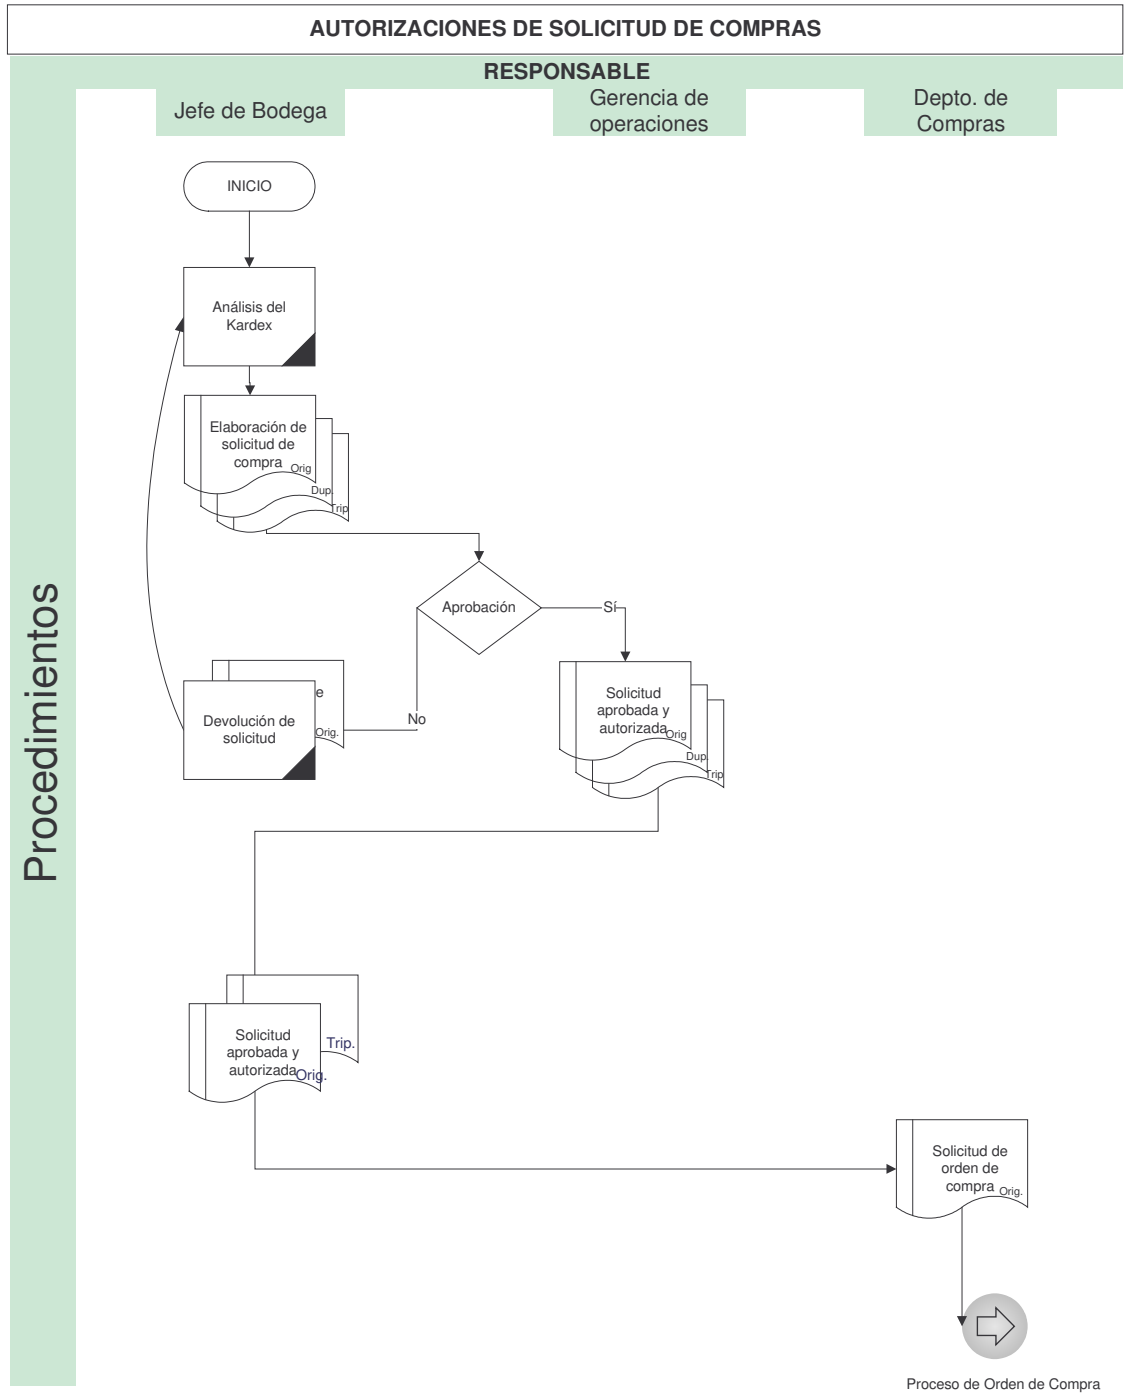 AUTORIZACIONES DE SOLICITUD DE COMPRAS
RESPONSABLE
Jefe de Bodega
Gerencia de
operaciones
Depto. de
Compras
Procedimientos
INICIO
Análisis del
Kardex
Elaboración de
solicitud de
compra
Orig
Dup.
Trip
Aprobación
Sí
No
e
Orig.
Devolución de
solicitud
Solicitud
aprobada y
autorizada
Orig
Dup.
Trip
Trip.
Solicitud
aprobada y
autorizada
Orig.
Solicitud de
orden de
compra
Orig.
Proceso de Orden de Compra